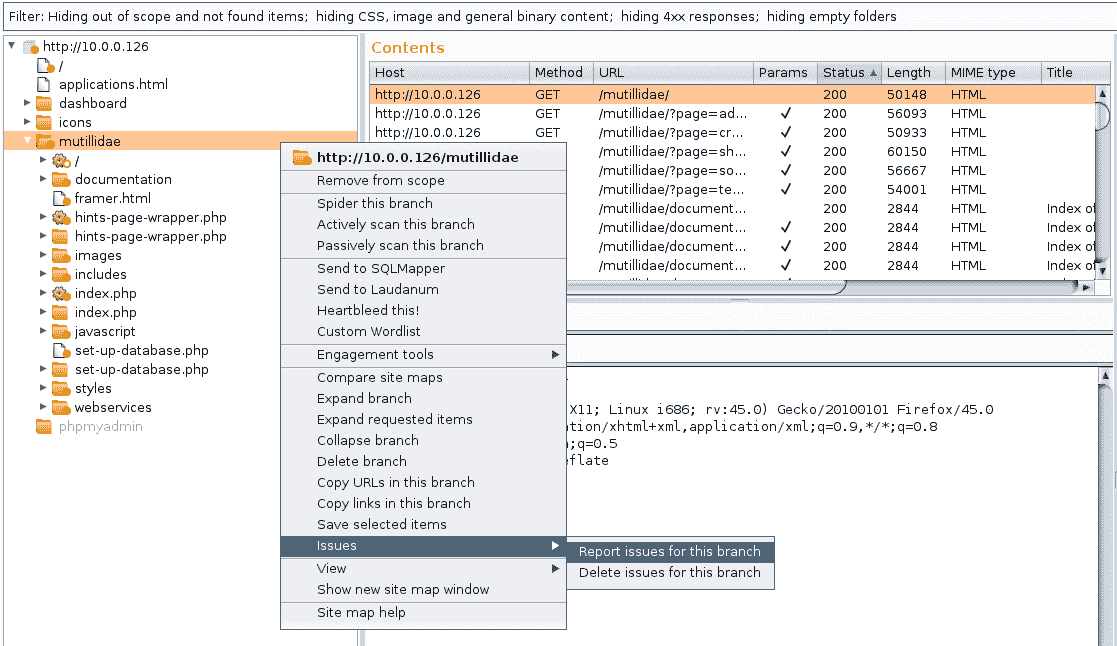 Filter: Hiding out of scope and not found items; hiding CSS, image and general binary content; hiding 4xx responses; hiding empty folders
http://10.0.0.126
/
applications.html
dashboard
icons
mutillidae
/
documentation
framer.html
hints-page-wrapper.php
hints-page-wrapper.php
images
includes
index.php
index.php
javascript
set-up-database.php
set-up-database.php
styles
webservices
phpmyadmin
http://10.0.0.126/mutillidae
Remove from scope
Spider this branch
Actively scan this branch
Passively scan this branch
Send to SQLMapper
Send to Laudanum
Heartbleed this!
Custom Wordlist
Engagement tools
Compare site maps
Expand branch
Expand requested items
Collapse branch
Delete branch
Copy URLs in this branch
Copy links in this branch
Save selected items
Issues
View
Show new site map window
Site map help
Report issues for this branch
Delete issues for this branch
Contents
Host Method URL Params Status Length MIME type Title
http://10.0.0.126 GET /mutillidae/ 200 50148 HTML
http://10.0.0.126 GET /mutillidae/?page=ad... ✓ 200 56093 HTML
http://10.0.0.126 GET /mutillidae/?page=cr... ✓ 200 50933 HTML
/mutillidae/?page=sh... ✓ 200 60150 HTML
/mutillidae/?page=so... ✓ 200 56667 HTML
/mutillidae/?page=te... ✓ 200 54001 HTML
/mutillidae/document... 200 2844 HTML Index of
/mutillidae/document... ✓ 200 2844 HTML Index of
/mutillidae/document... ✓ 200 2844 HTML Index of
/mutillidae/document... ✓ 200 2844 HTML Index of
X11; Linux i686; rv:45.0) Gecko/20100101 Firefox/45.0
ation/xhtml+xml,application/xml;q=0.9,*/*;q=0.8
;q=0.5
eflate